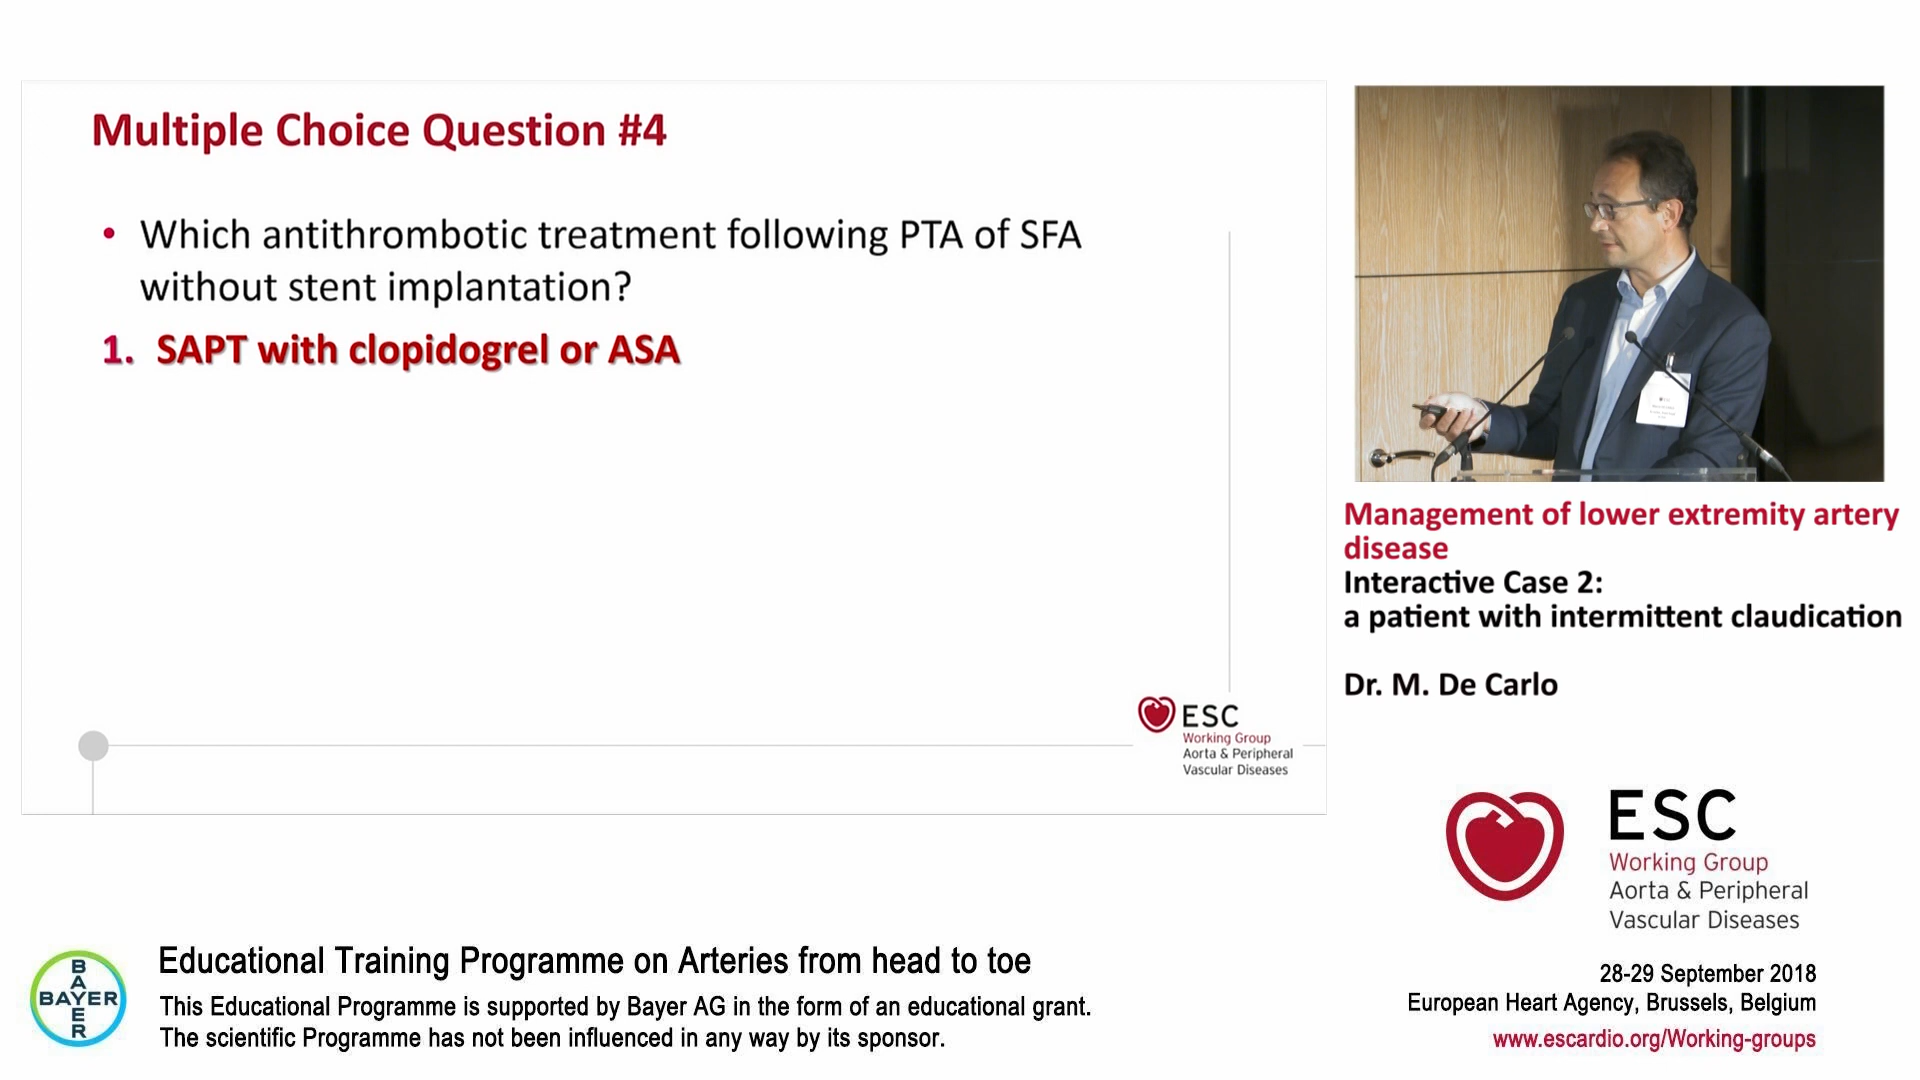 Multiple Choice Question #4
• Which antithrombotic treatment following PTA of SFA
without stent implantation?
1. SAPT with clopidogrel or ASA
ESC
Working Group
Aorta & Peripheral
Vascular Diseases
Management of lower extremity artery
disease
Interactive Case 2:
a patient with intermittent claudication
Dr. M. De Carlo
ESC
Working Group
Aorta & Peripheral
Vascular Diseases
28-29 September 2018
European Heart Agency, Brussels, Belgium
www.escardio.org/Working-groups
BAYER
BAYER
Educational Training Programme on Arteries from head to toe
This Educational Programme is supported by Bayer AG in the form of an educational grant.
The scientific Programme has not been influenced in any way by its sponsor.